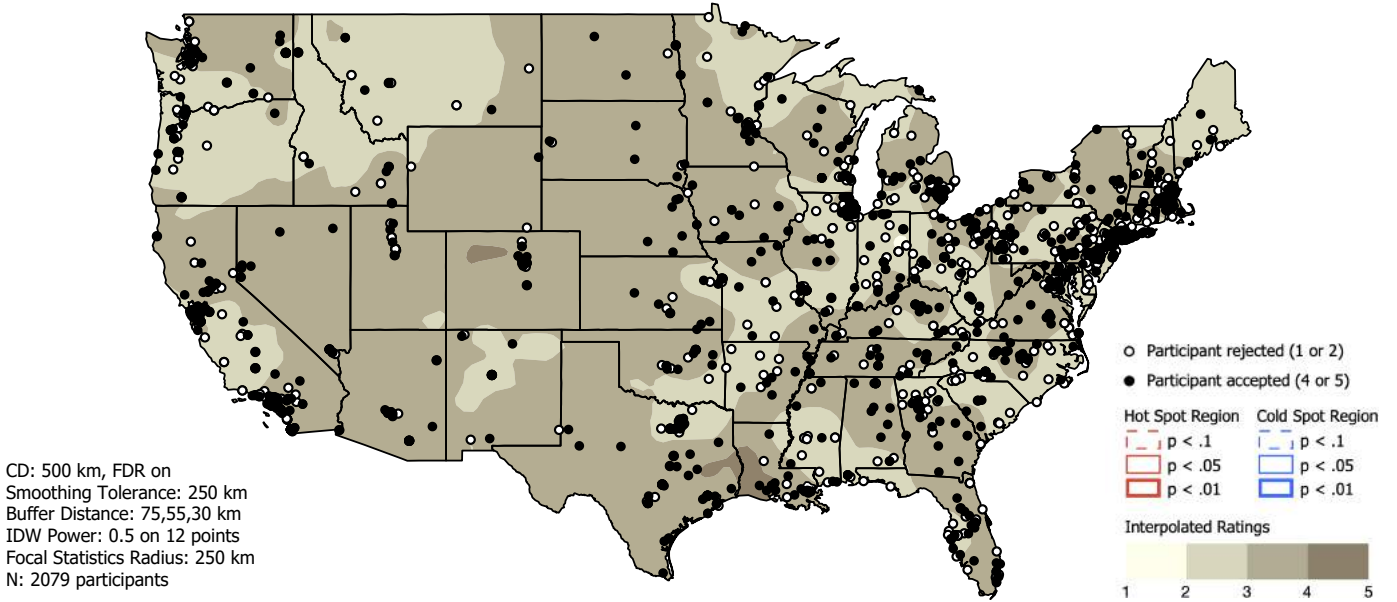 CD: 500 km, FDR on
Smoothing Tolerance: 250 km
Buffer Distance: 75,55,30 km
IDW Power: 0.5 on 12 points
Focal Statistics Radius: 250 km
N: 2079 participants
Participant rejected (1 or 2)
Participant accepted (4 or 5)
Hot Spot Region Cold Spot Region
p < .1 p < .1
p < .05 p < .05
p < .01 p < .01
Interpolated Ratings
1 2 3 4 5